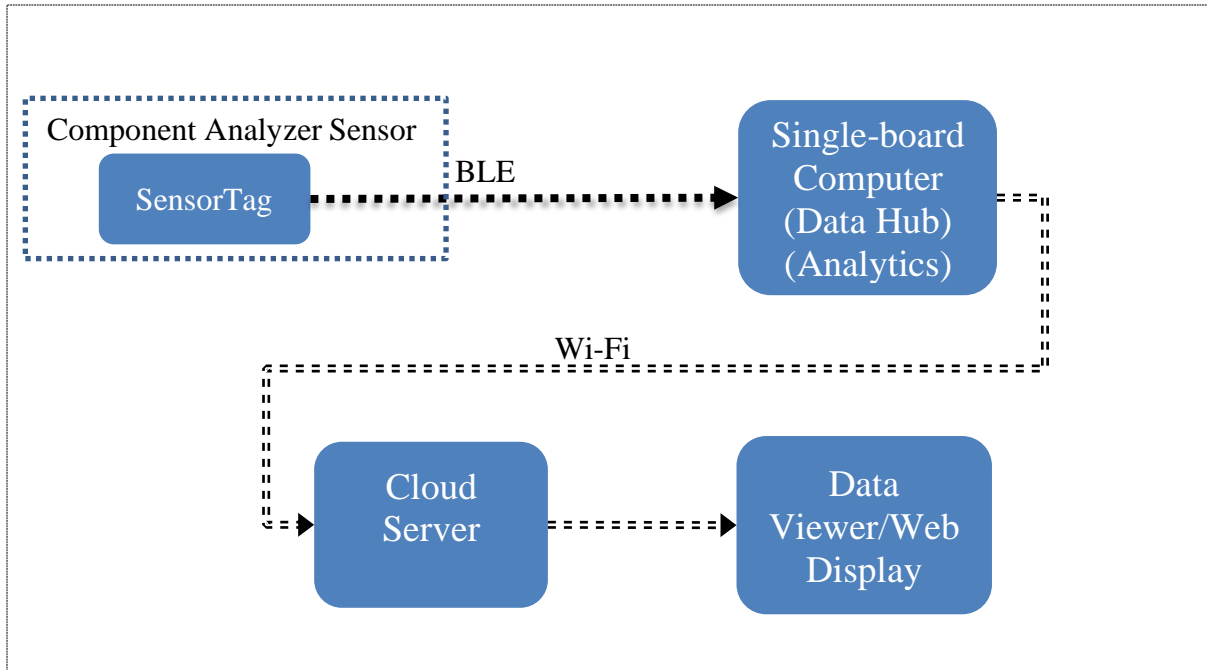 Component Analyzer Sensor
SensorTag
BLE
Single-board
Computer
(Data Hub)
(Analytics)
Wi-Fi
Cloud
Server
Data
Viewer/Web
Display